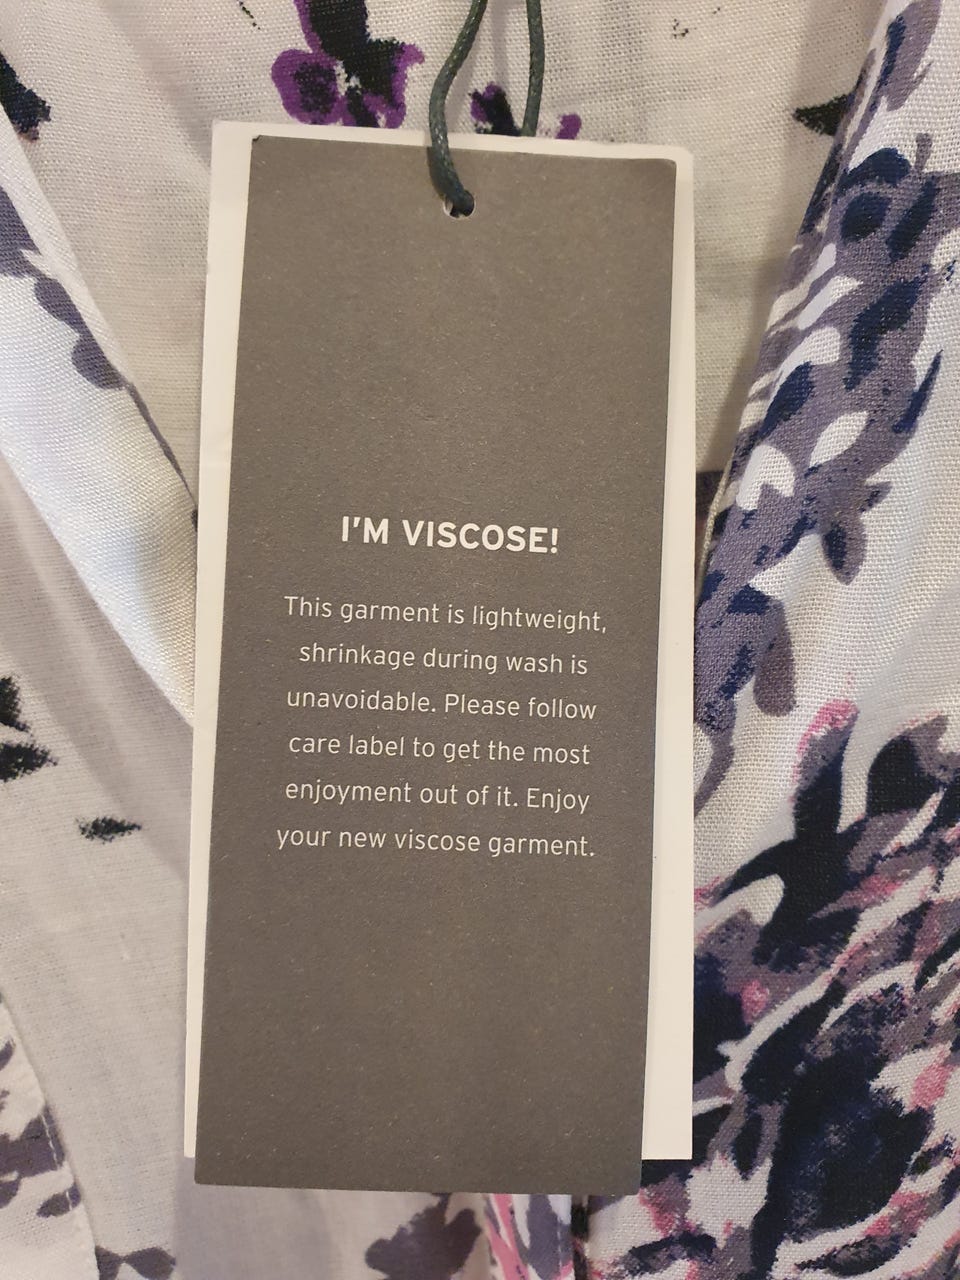 I'M VISCOSE!
This garment is lightweight,
shrinkage during wash is
unavoidable. Please follow
care label to get the most
enjoyment out of it. Enjoy
your new viscose garment.